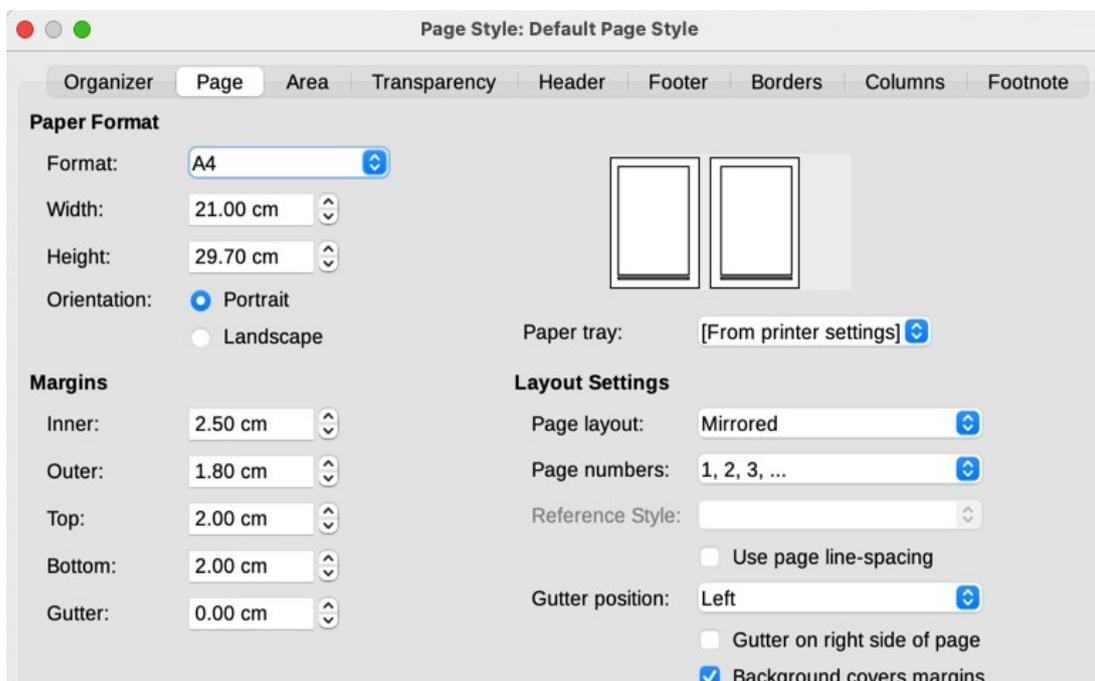 Page Style: Default Page Style
Organizer Page Area Transparency Header Footer Borders Columns Footnote
Paper Format
Format: A4
Width: 21.00 cm
Height: 29.70 cm
Orientation: Portrait
Landscape
Paper tray: [From printer settings]
Margins
Inner: 2.50 cm
Outer: 1.80 cm
Top: 2.00 cm
Bottom: 2.00 cm
Gutter: 0.00 cm
Layout Settings
Page layout: Mirrored
Page numbers: 1, 2, 3, ...
Reference Style:
Use page line-spacing
Gutter position: Left
Gutter on right side of page
Background covers margins